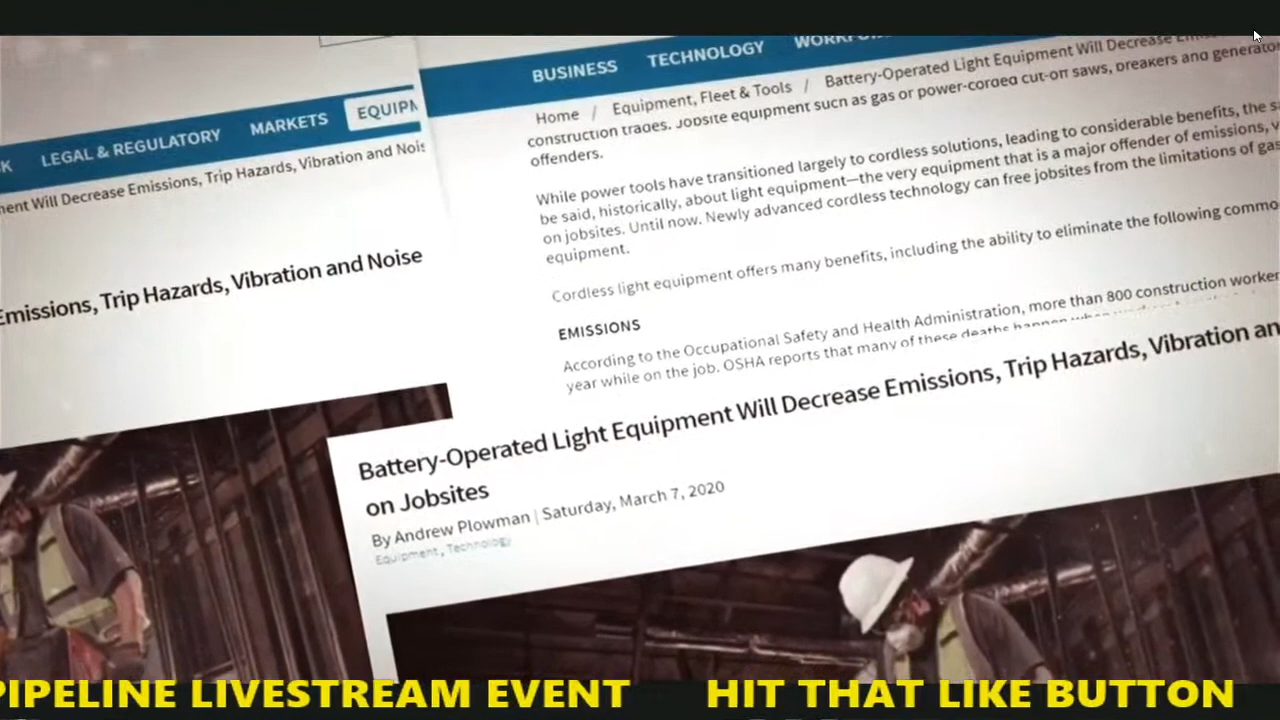 LEGAL & REGULATORY MARKETS EQUIPM
ment Will Decrease Emissions, Trip Hazards, Vibration and Nois
Emissions, Trip Hazards, Vibration and Noise
BUSINESS TECHNOLOGY
Home / Equipment, Fleet & Tools / Battery-Operated Light Equipment Will Decrease
construction trades. Jobsite equipment such as gas or power-corded cut-off saws, breakers and generator
offenders.
While power tools have transitioned largely to cordless solutions, leading to considerable benefits, the sa
be said, historically, about light equipment—the very equipment that is a major offender of emissions, v
on jobsites. Until now. Newly advanced cordless technology can free jobsites from the limitations of gas
equipment.
Cordless light equipment offers many benefits, including the ability to eliminate the following commo
EMISSIONS
According to the Occupational Safety and Health Administration, more than 800 construction worker
year while on the job. OSHA reports that many of these deaths happen when
Battery-Operated Light Equipment Will Decrease Emissions, Trip Hazards, Vibration an
on Jobsites
By Andrew Plowman | Saturday, March 7, 2020
Equipment, Technology
PIPELINE LIVESTREAM EVENT HIT THAT LIKE BUTTON